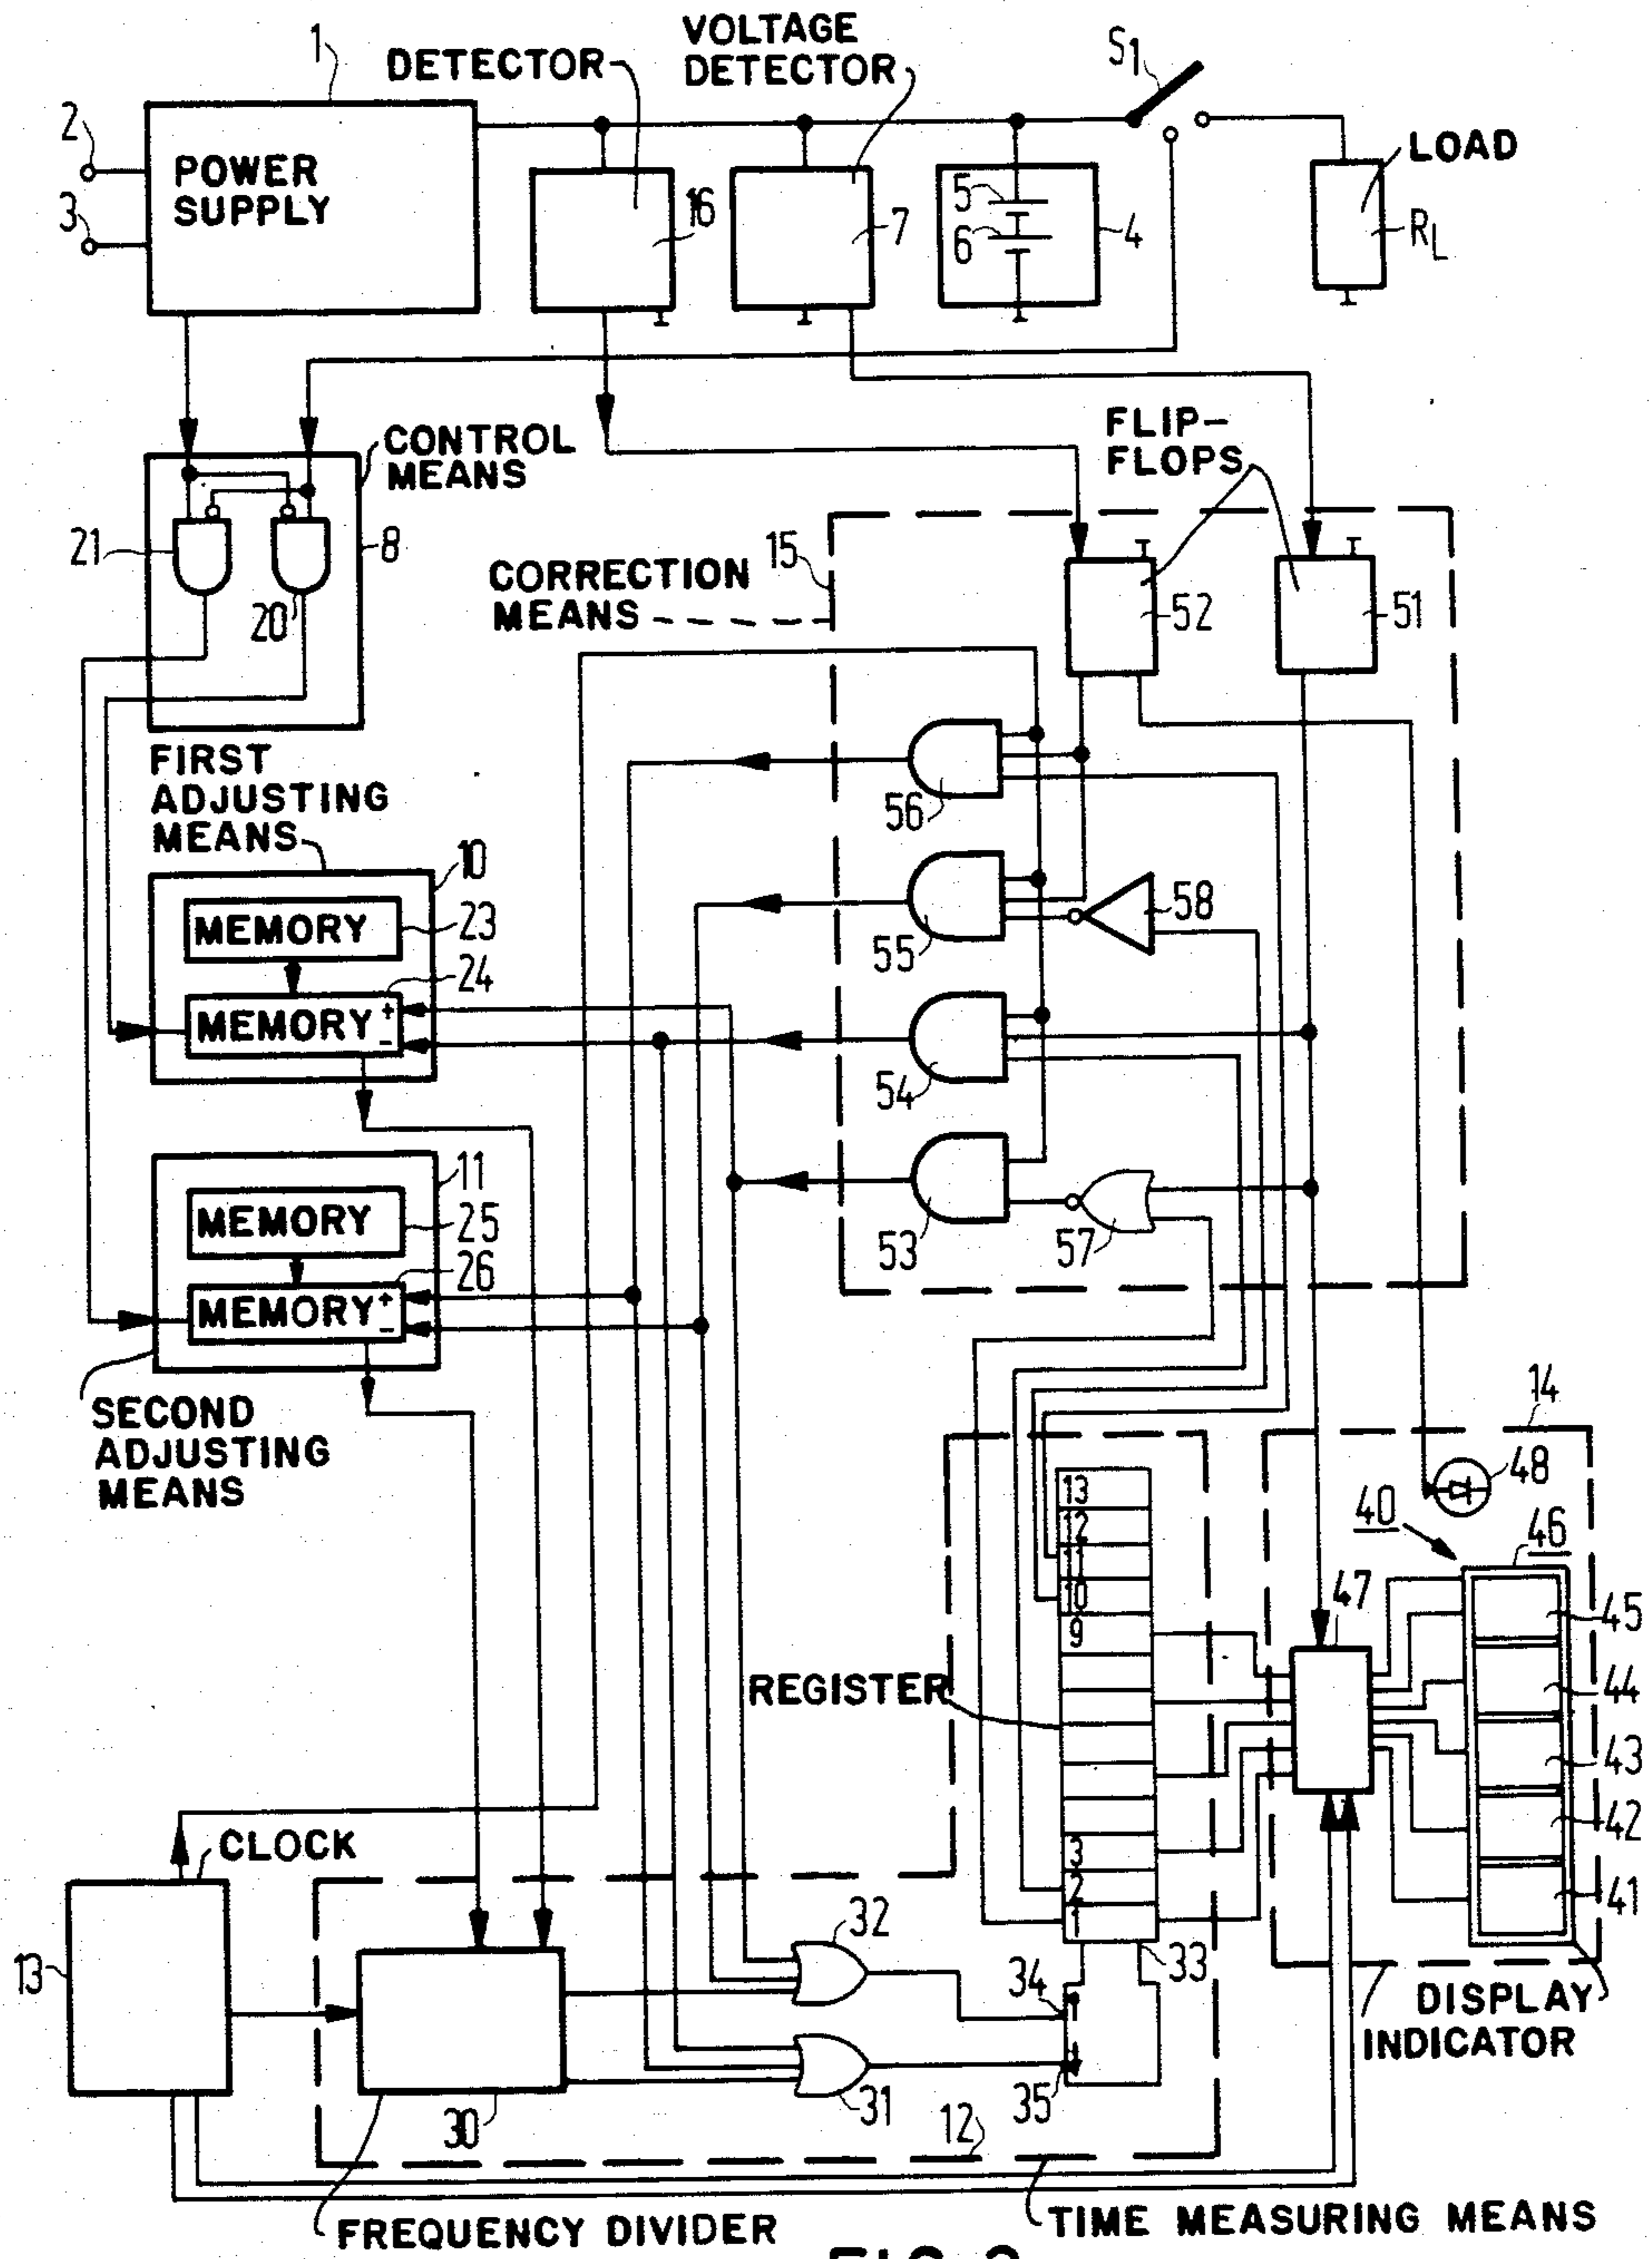 1
DETECTOR
VOLTAGE
DETECTOR
S1
2
POWER
SUPPLY
3
16
7
5
6
4
LOAD
RL
CONTROL
MEANS
FLIP-
FLOPS
21
20
8
CORRECTION
MEANS
15
52
51
FIRST
ADJUSTING
MEANS
10
56
MEMORY
23
55
58
24
MEMORY + -
54
11
MEMORY
25
53
57
26
MEMORY + -
SECOND
ADJUSTING
MEANS
14
48
13
12
11
10
9
40
46
47
45
REGISTER
44
43
42
3
2
1
41
CLOCK
13
32
33
34
DISPLAY
INDICATOR
30
31
35
12
FREQUENCY DIVIDER
TIME MEASURING MEANS